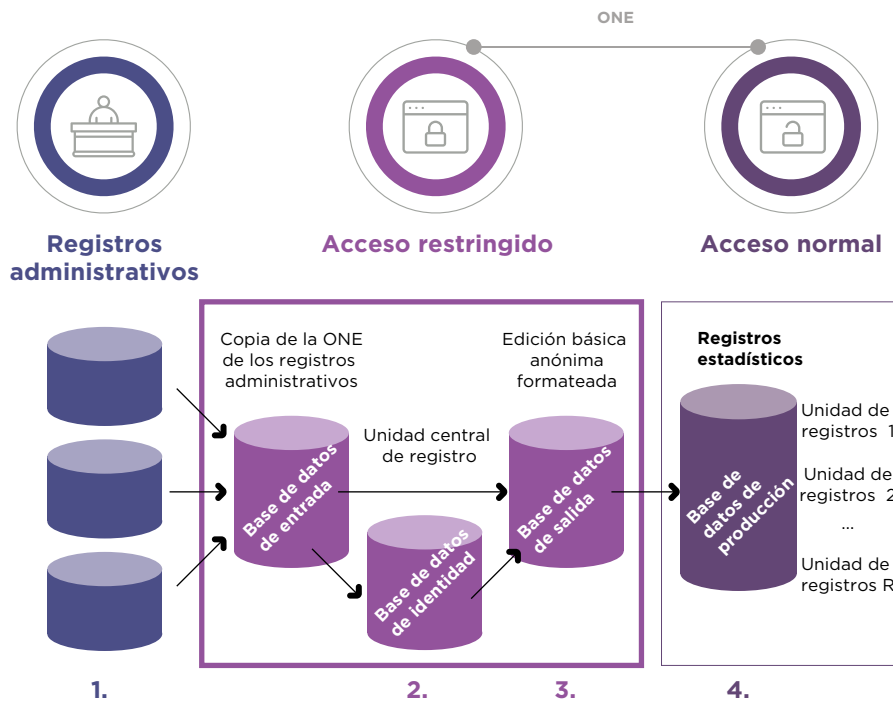 ONE
Registros
administrativos
Acceso restringido
Acceso normal
Copia de la ONE
de los registros
administrativos
Edición básica
anónima
formateada
Registros
estadísticos
Unidad central
de registro
Base de datos
de entrada
Base de datos
de identidad
Base de datos
de salida
Base de
datos de
producción
Unidad de
registros 1
Unidad de
registros 2
...
Unidad de
registros R
1.
2.
3.
4.